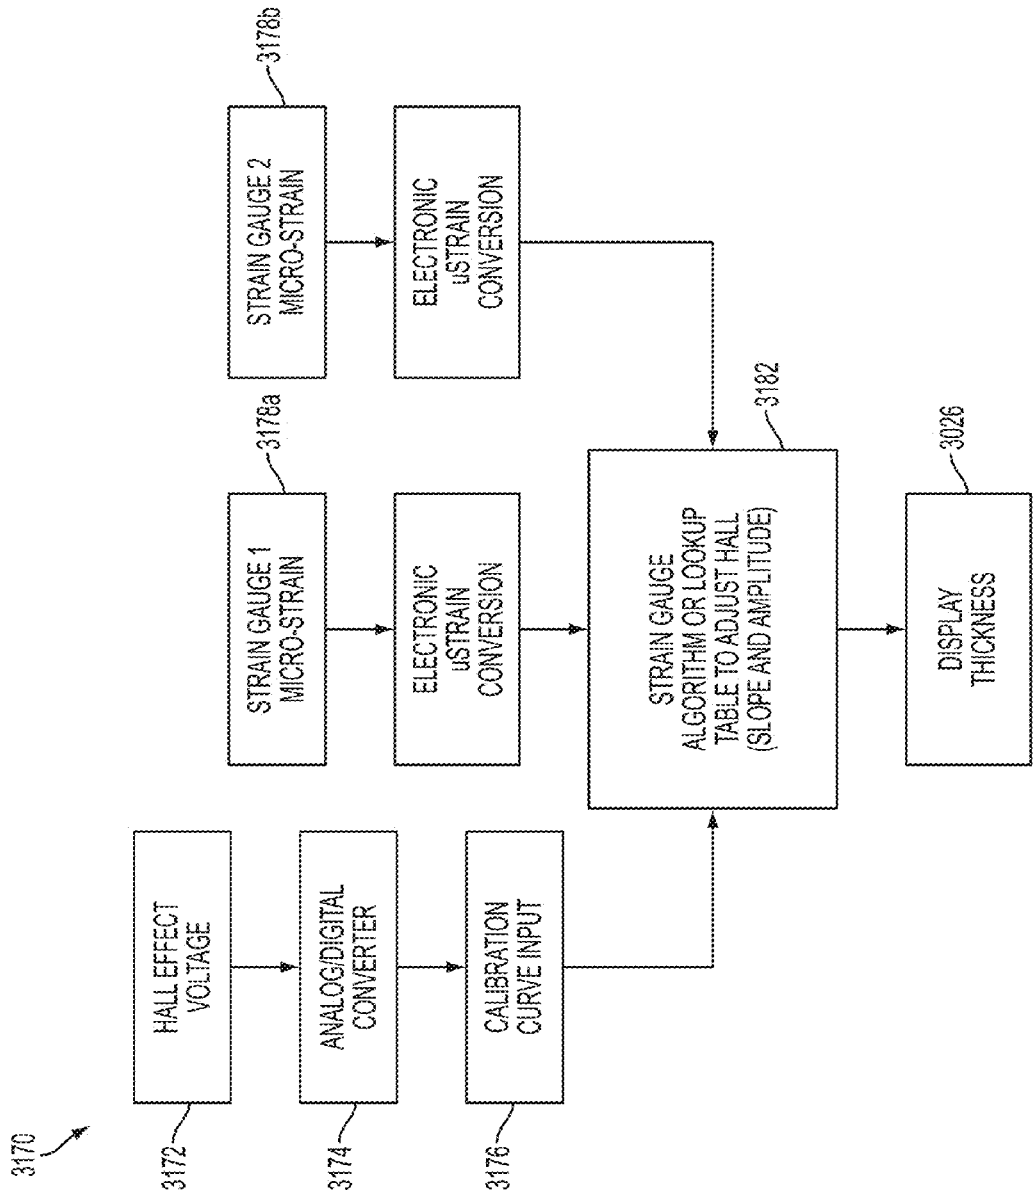 3170
HALL EFFECT
VOLTAGE
3172
ANALOG/DIGITAL
CONVERTER
3174
CALIBRATION
CURVE INPUT
3176
STRAIN GAUGE 1
MICRO-STRAIN
3178a
ELECTRONIC
uSTRAIN
CONVERSION
STRAIN GAUGE 2
MICRO-STRAIN
3178b
ELECTRONIC
uSTRAIN
CONVERSION
STRAIN GAUGE
ALGORITHM OR LOOKUP
TABLE TO ADJUST HALL
(SLOPE AND AMPLITUDE)
3182
DISPLAY
THICKNESS
3026